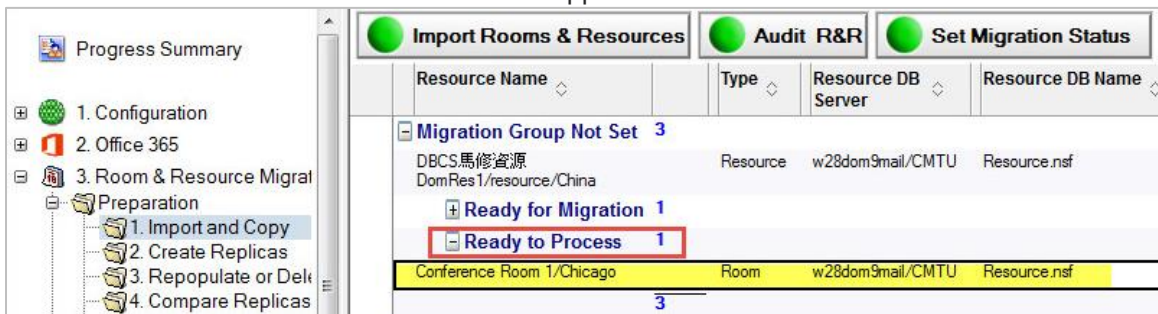 Import Rooms & Resources
Audit R&R
Set Migration Status
Progress Summary
1. Configuration
2. Office 365
3. Room & Resource Migrat
Preparation
1. Import and Copy
2. Create Replicas
3. Repopulate or Dele
4. Compare Replicas
Resource Name
Type
Resource DB
Server
Resource DB Name
Migration Group Not Set 3
DBCS馬修資源
DomRes1/resource/China
Resource
w28dom9mail/CMTU
Resource.nsf
Ready for Migration 1
Ready to Process 1
Conference Room 1/Chicago
Room
w28dom9mail/CMTU
Resource.nsf
3